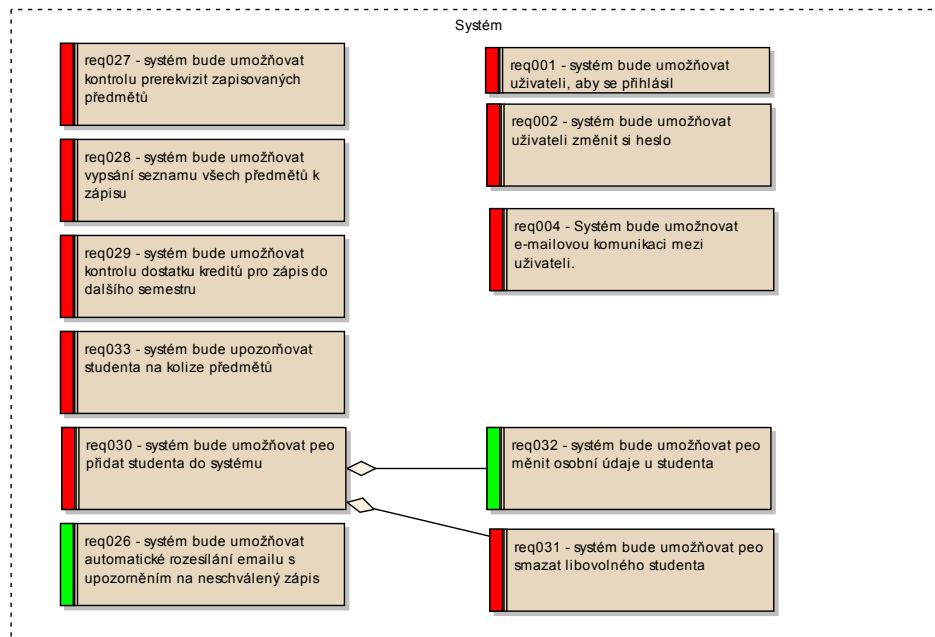 Systém
req027 - systém bude umožňovat
kontrolu prerekvizit zapisovaných
předmětů
req028 - systém bude umožňovat
vypsání seznamu všech předmětů k
zápisu
req029 - systém bude umožňovat
kontrolu dostatku kreditů pro zápis do
dalšího semestru
req033 - systém bude upozorňovat
studenta na kolize předmětů
req030 - systém bude umožňovat peo
přidat studenta do systému
req026 - systém bude umožňovat
automatické rozesílání emailu s
upozorněním na neschválený zápis
req001 - systém bude umožňovat
uživateli, aby se přihlásil
req002 - systém bude umožňovat
uživateli změnit si heslo
req004 - Systém bude umožnovat
e-mailovou komunikaci mezi
uživateli.
req032 - systém bude umožňovat peo
měnit osobní údaje u studenta
req031 - systém bude umožňovat peo
smazat libovolného studenta